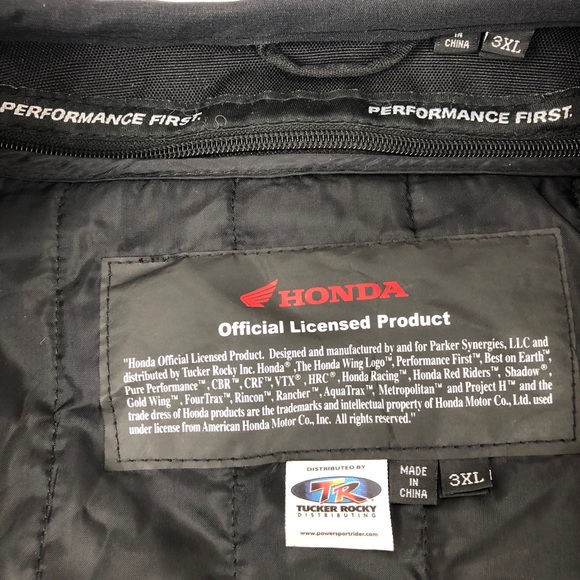 IN
CHINA
3XL
PERFORMANCE FIRST.
PERFORMANCE FIRST.
HONDA
Official Licensed Product
"Honda Official Licensed Product. Designed and manufactured by and for Parker Synergies, LLC and
distributed by Tucker Rocky Inc. Honda®, The Honda Wing Logo™, Performance First™, Best on Earth™
Pure Performance™, CBR™, CRF™, VTX®, HRC®, Honda Racing™, Honda Red Riders™, Shadow®,
Gold Wing™, FourTrax™, Rincon™, Rancher™, AquaTrax™, Metropolitan™ and Project H™ and the
trade dress of Honda products are the trademarks and intellectual property of Honda Motor Co., Ltd. used
under license from American Honda Motor Co., Inc. All rights reserved."
DISTRIBUTED BY
TR
TUCKER ROCKY
DISTRIBUTING
www.powersportrider.com
MADE
IN
CHINA
3XL